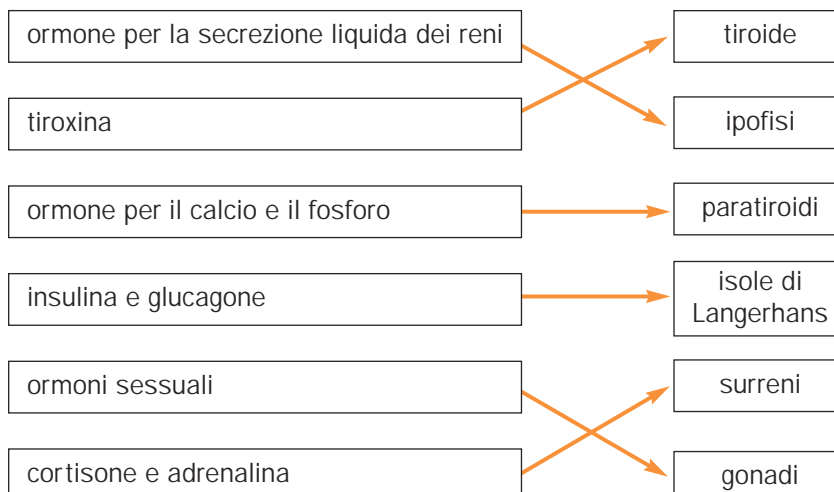 ormone per la secrezione liquida dei reni
tiroide
tiroxina
ipofisi
ormone per il calcio e il fosforo
paratiroidi
insulina e glucagone
isole di
Langerhans
ormoni sessuali
surreni
cortisone e adrenalina
gonadi